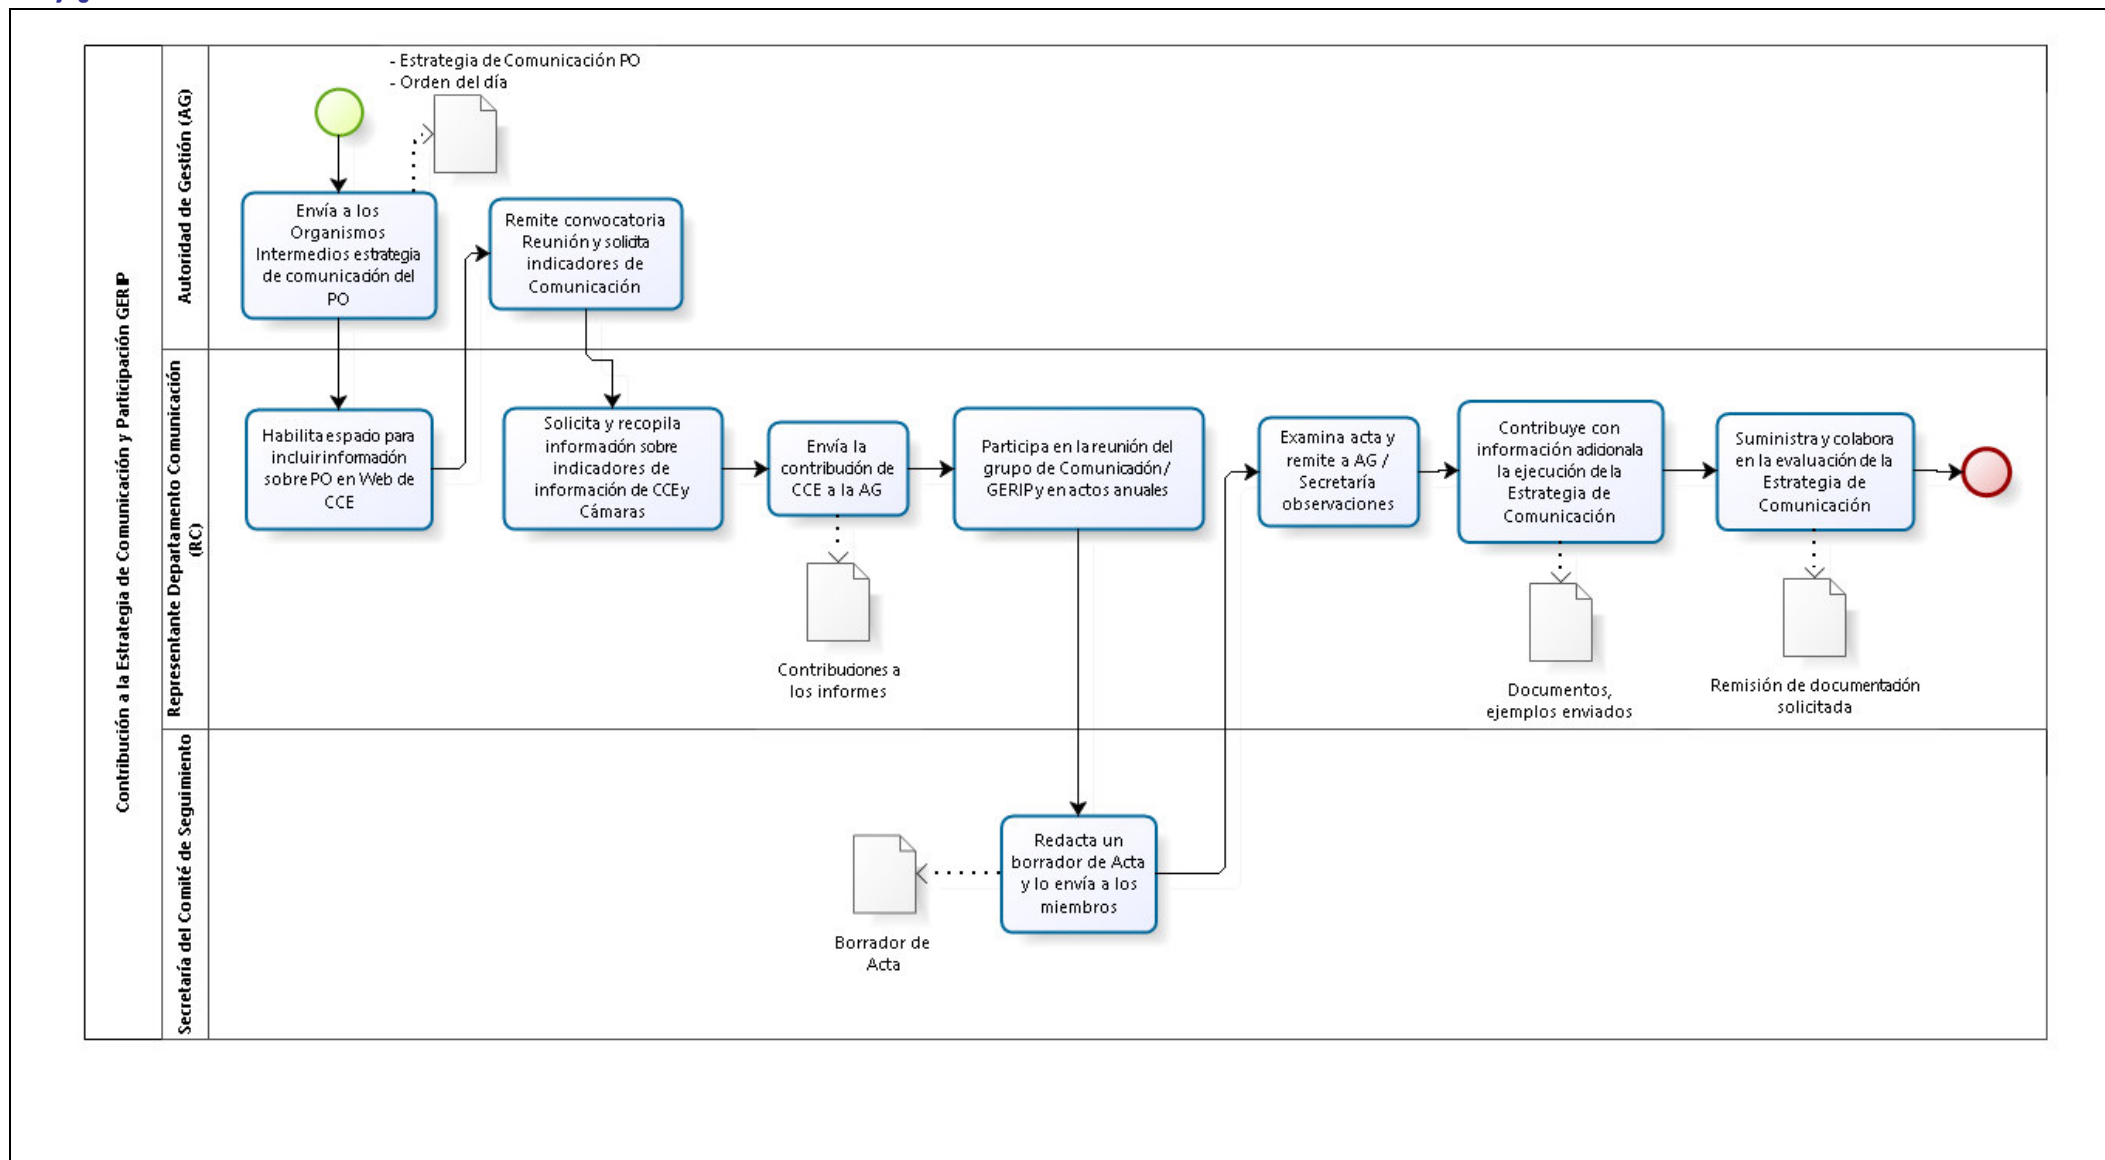 Contribución a la Estrategia de Comunicación y Participación GERIP
Autoridad de Gestión (AG)
- Estrategia de Comunicación PO
- Orden del día
Envía a los
Organismos
Intermedios estrategia
de comunicación del
PO
Remite convocatoria
Reunión y solicita
indicadores de
Comunicación
Representante Departamento Comunicación
(RC)
Habilita espacio para
incluir información
sobre PO en Web de
CCE
Solicita y recopila
información sobre
indicadores de
información de CCE y
Cámaras
Envía la
contribución de
CCE a la AG
Contribuciones a
los informes
Participa en la reunión del
grupo de Comunicación/
GERIP y en actos anuales
Examina acta y
remite a AG /
Secretaría
observaciones
Contribuye con
información adicional a
la ejecución de la
Estrategia de
Comunicación
Documentos,
ejemplos enviados
Suministra y colabora
en la evaluación de la
Estrategia de
Comunicación
Remisión de documentación
solicitada
Secretaría del Comité de Seguimiento
Redacta un
borrador de Acta
y lo envía a los
miembros
Borrador de
Acta